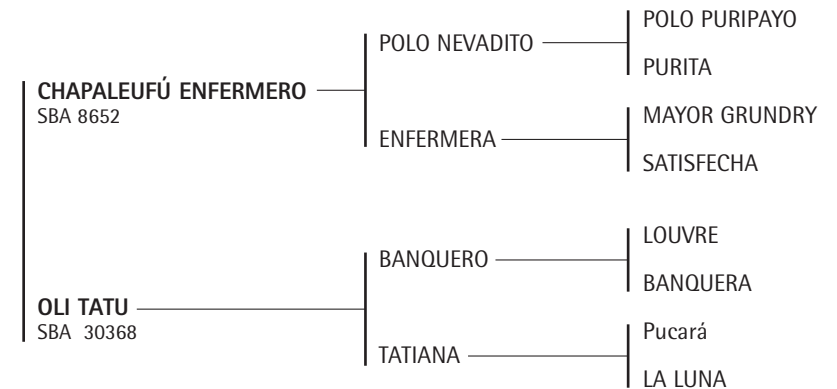 POLO PURIPAYO
POLO NEVADITO
PURITA
CHAPALEUFÚ ENFERMERO
SBA 8652
MAYOR GRUNDRY
ENFERMERA
SATISFECHA
LOUVRE
BANQUERO
BANQUERA
OLI TATU
SBA 30368
Pucará
TATIANA
LA LUNA